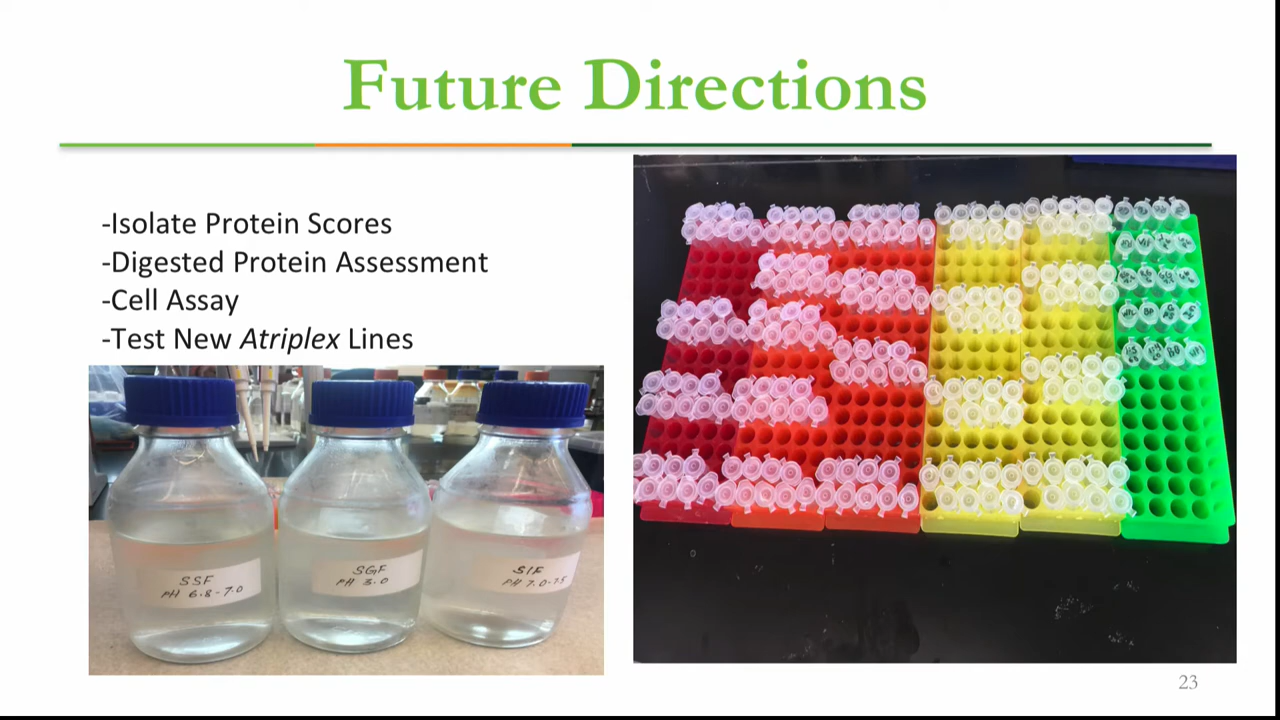 Future Directions
-Isolate Protein Scores
-Digested Protein Assessment
-Cell Assay
-Test New Atriplex Lines
SSF
PH 6.8-7.0
SGF
PH 3.0
SIF
PH 7.0-7.5
23